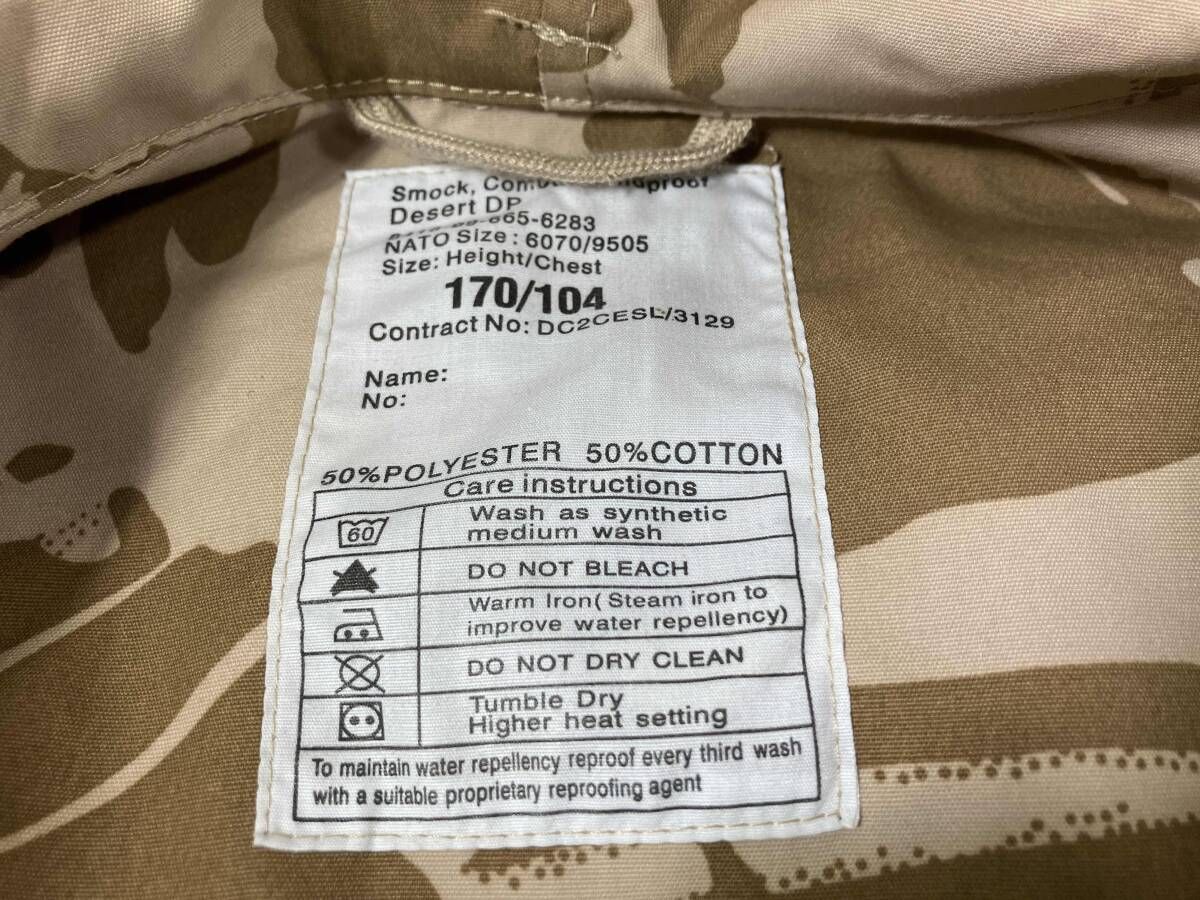 Smock,
Desert DP
665-6283
NATO Size: 6070/9505
Size: Height/Chest
170/104
Contract No: DC2CESL/3129
Name:
No:
50%POLYESTER 50%COTTON
Care instructions
60
Wash as synthetic
medium wash
DO NOT BLEACH
Warm Iron( Steam iron to
improve water repellency)
DO NOT DRY CLEAN
Tumble Dry
Higher heat setting
To maintain water repellency reproof every third wash
with a suitable proprietary reproofing agent